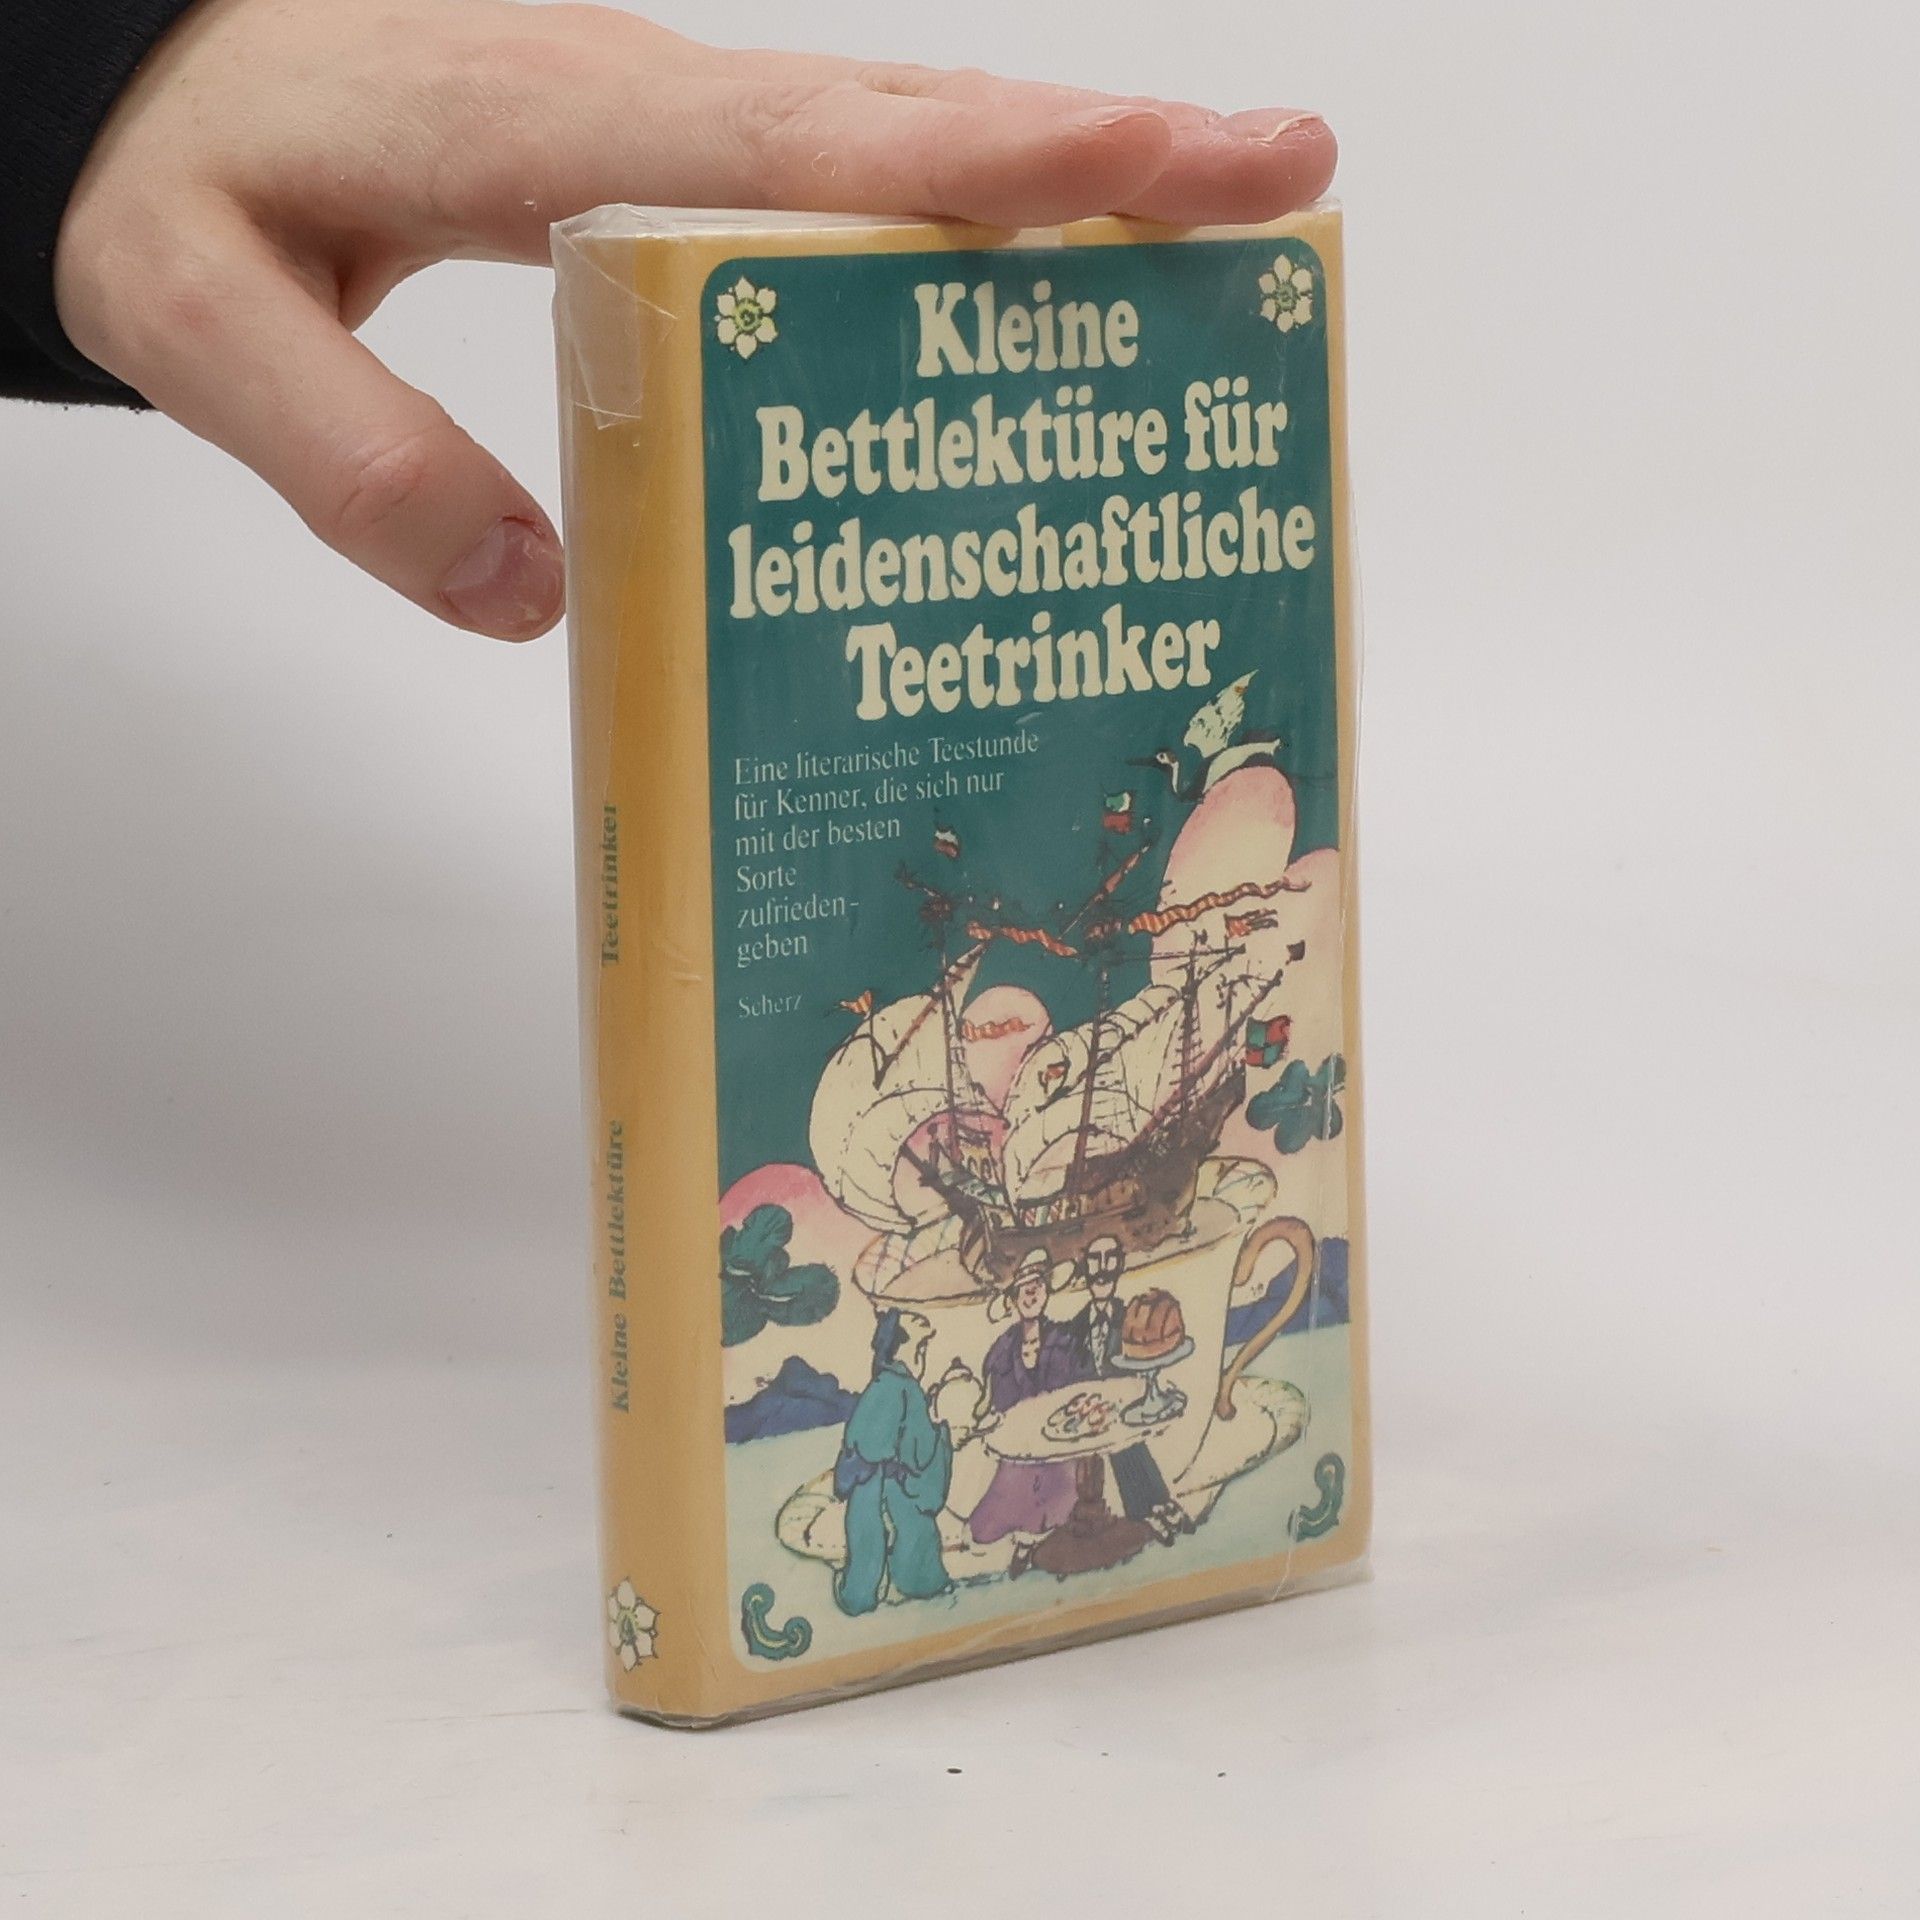 Kleine
Bettlektüre für
leidenschaftliche
Teetrinker
Eine literarische Teestunde
für Kenner, die sich nur
mit der besten
Sorte
zufrieden-
geben
Scherz
Kleine Bettlektüre Teetrinker